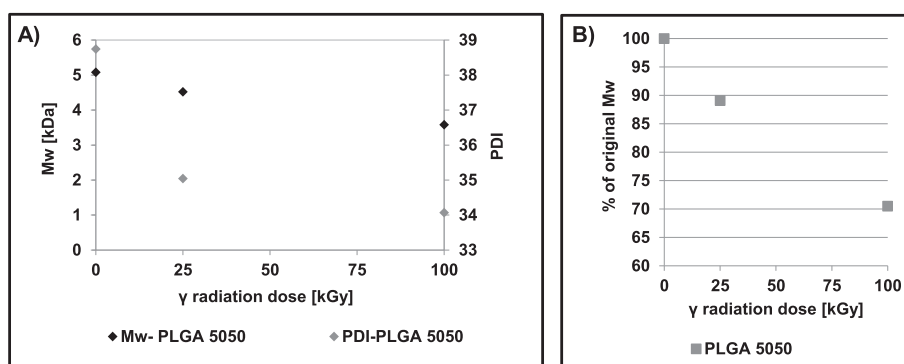 A)
6
5
4
3
2
1
0
Mw [kDa]
39
38
37
36
35
34
33
PDI
0 25 50 75 100
γ radiation dose [kGy]
Mw- PLGA 5050 PDI-PLGA 5050
B)
100
95
90
85
80
75
70
65
60
% of original Mw
0 25 50 75 100
γ radiation dose [kGy]
PLGA 5050